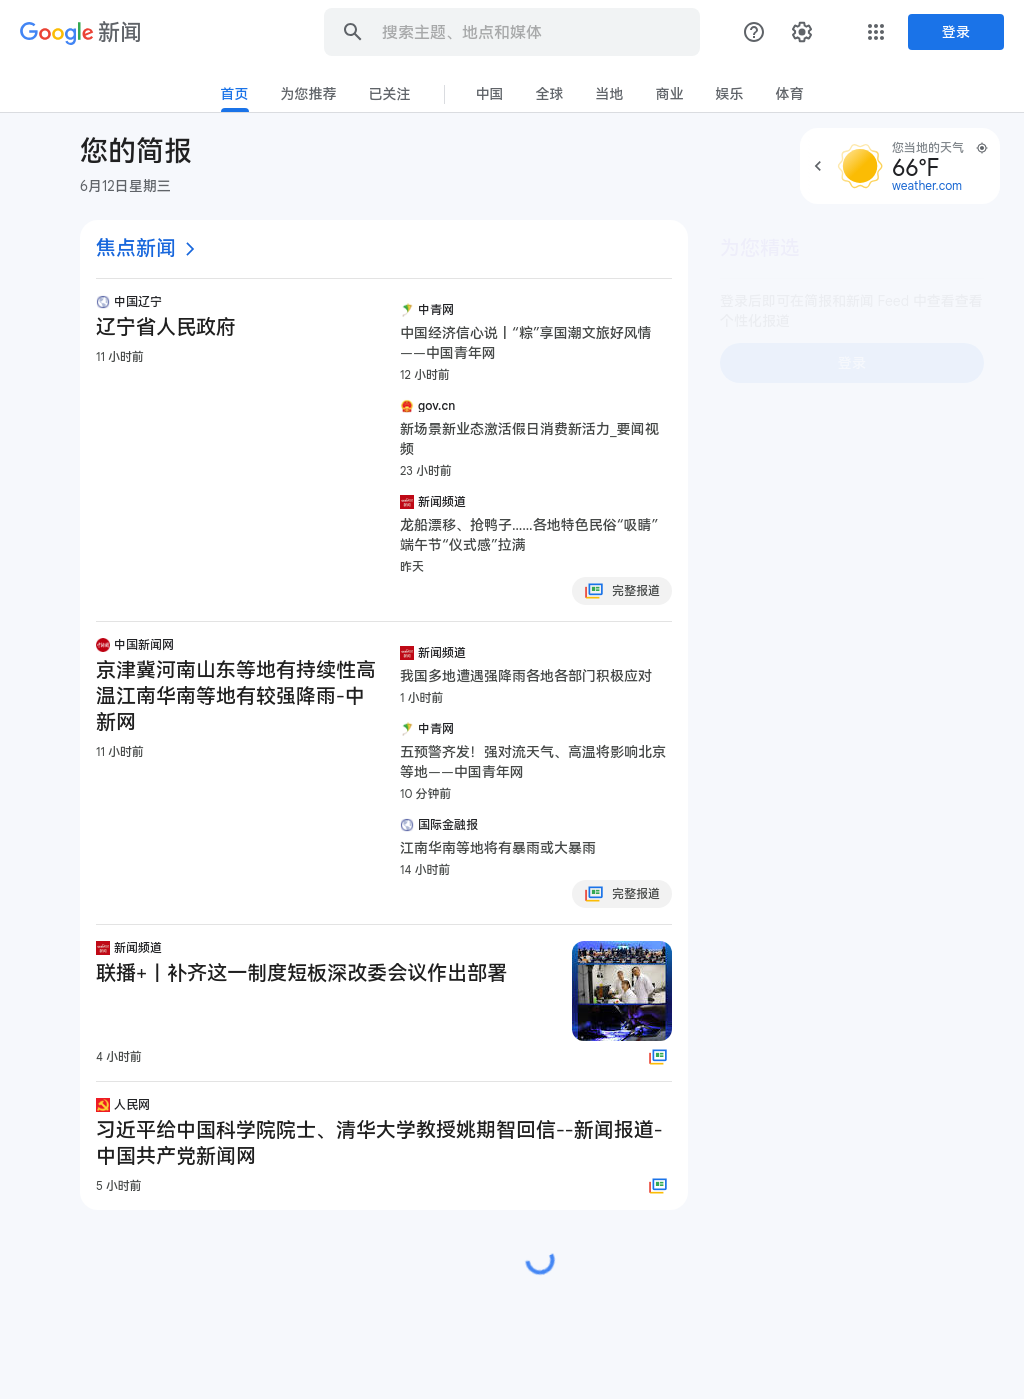 Google 新闻
搜索主题、地点和媒体
登录
首页
为您推荐
已关注
中国
全球
当地
商业
娱乐
体育
您的简报
6月12日星期三
您当地的天气
66°F
weather.com
焦点新闻
中国辽宁
辽宁省人民政府
11 小时前
中青网
中国经济信心说丨“粽”享国潮文旅好风情
——中国青年网
12 小时前
gov.cn
新场景新业态激活假日消费新活力_要闻视
频
23 小时前
新闻频道
龙船漂移、抢鸭子……各地特色民俗“吸睛”
端午节“仪式感”拉满
昨天
完整报道
中国新闻网
京津冀河南山东等地有持续性高
温江南华南等地有较强降雨-中
新网
11 小时前
新闻频道
我国多地遭遇强降雨各地各部门积极应对
1 小时前
中青网
五预警齐发！强对流天气、高温将影响北京
等地——中国青年网
10 分钟前
国际金融报
江南华南等地将有暴雨或大暴雨
14 小时前
完整报道
新闻频道
联播+丨补齐这一制度短板深改委会议作出部署
4 小时前
人民网
习近平给中国科学院院士、清华大学教授姚期智回信--新闻报道-
中国共产党新闻网
5 小时前
为您精选
登录后即可在简报和新闻 Feed 中查看查看
个性化报道
登录